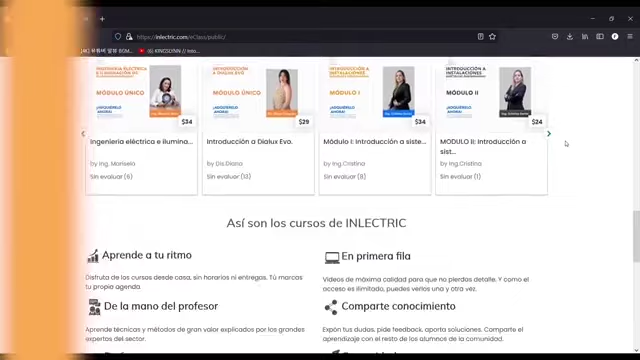 https://inlectric.com/eClass/public/
(6) KINGSLYNN // Intro...
INGENIERÍA ELÉCTRICA
E ILUMINACIÓN DC
MÓDULO ÚNICO
¡ADQUIÉRELO
AHORA!
$34
Ingenieria eléctrica e ilumina...
by Ing. Marisela
Sin evaluar (6)
INTRODUCCIÓN
A DIALUX EVO
MÓDULO ÚNICO
¡ADQUIÉRELO
AHORA!
$29
Introducción a Dialux Evo.
by Dis.Diana
Sin evaluar (13)
INTRODUCCIÓN A
INSTALACIONES
MÓDULO I
¡ADQUIÉRELO
AHORA!
$34
Módulo I: Introducción a siste...
by Ing.Cristina
Sin evaluar (8)
INTRODUCCIÓN A
INSTALACIONES
MÓDULO II
¡ADQUIÉRELO
AHORA!
$24
MÓDULO II: Introducción a
sist...
by Ing.Cristina
Sin evaluar (1)
Así son los cursos de INLECTRIC
Aprende a tu ritmo
Disfruta de los cursos desde casa, sin horarios ni entregas. Tú marcas
tu propia agenda.
En primera fila
Videos de máxima calidad para que no pierdas detalle. Y como el
acceso es ilimitado, puedes verlos una y otra vez.
De la mano del profesor
Aprende técnicas y métodos de gran valor explicados por los grandes
expertos del sector.
Comparte conocimiento
Expón tus dudas, pide feedback, aporta soluciones. Comparte el
aprendizaje con el resto de los alumnos de la comunidad.